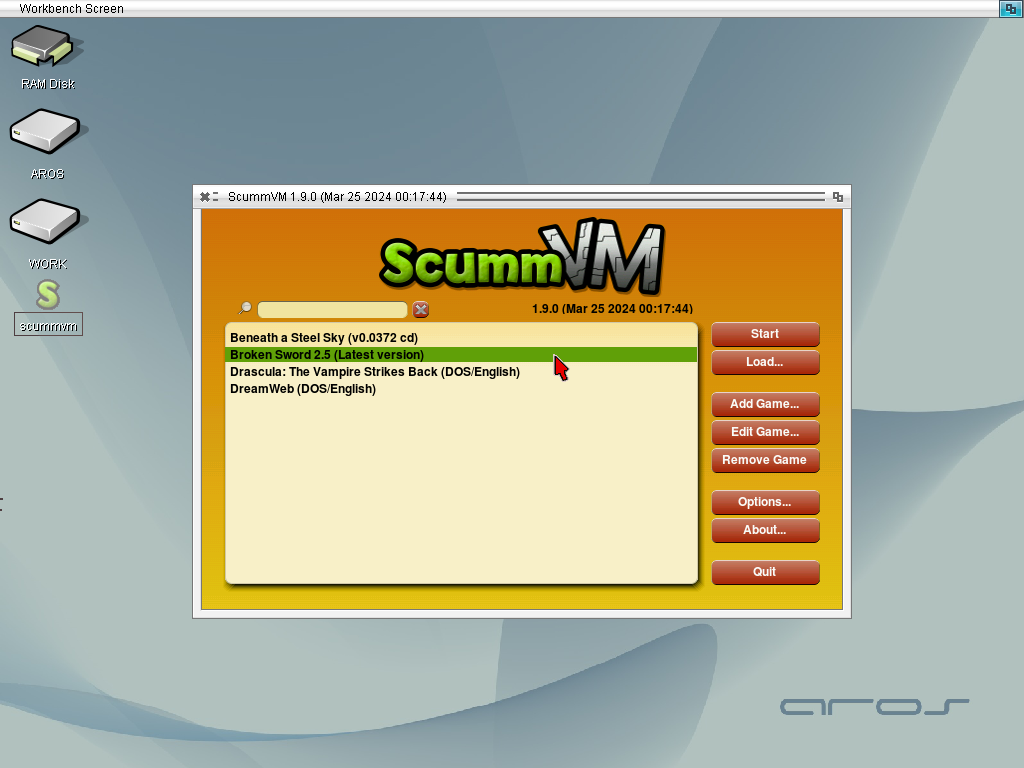 Workbench Screen
RAM Disk
AROS
WORK
scummvm
ScummVM 1.9.0 (Mar 25 2024 00:17:44)
ScummVM
1.9.0 (Mar 25 2024 00:17:44)
Beneath a Steel Sky (v0.0372 cd)
Broken Sword 2.5 (Latest version)
Drascula: The Vampire Strikes Back (DOS/English)
DreamWeb (DOS/English)
Start
Load...
Add Game...
Edit Game...
Remove Game
Options...
About...
Quit
aros